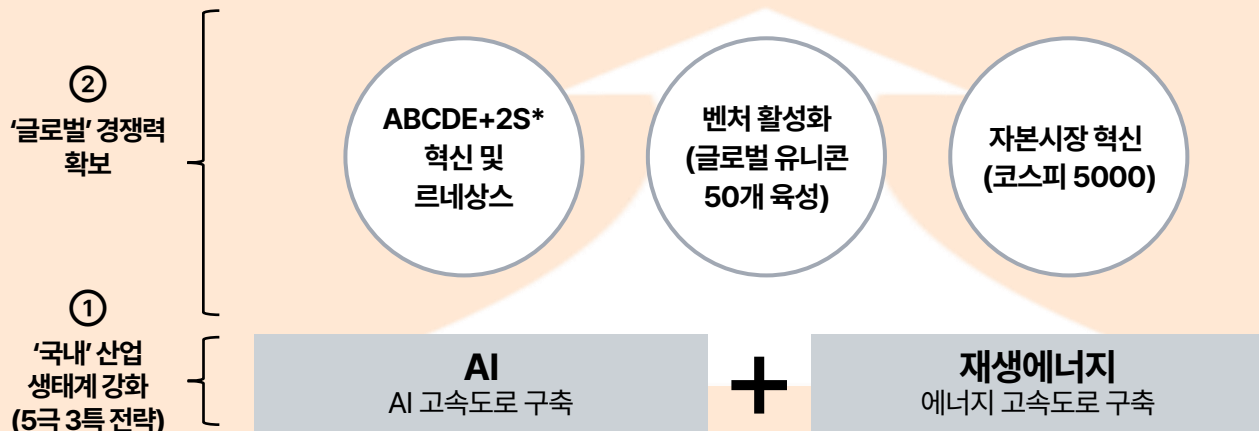 ②
‘글로벌’ 경쟁력
확보
ABCDE+2S*
혁신 및
르네상스
벤처 활성화
(글로벌 유니콘
50개 육성)
자본시장 혁신
(코스피 5000)
①
‘국내’ 산업
생태계 강화
(5극 3특 전략)
AI
AI 고속도로 구축
+
재생에너지
에너지 고속도로 구축